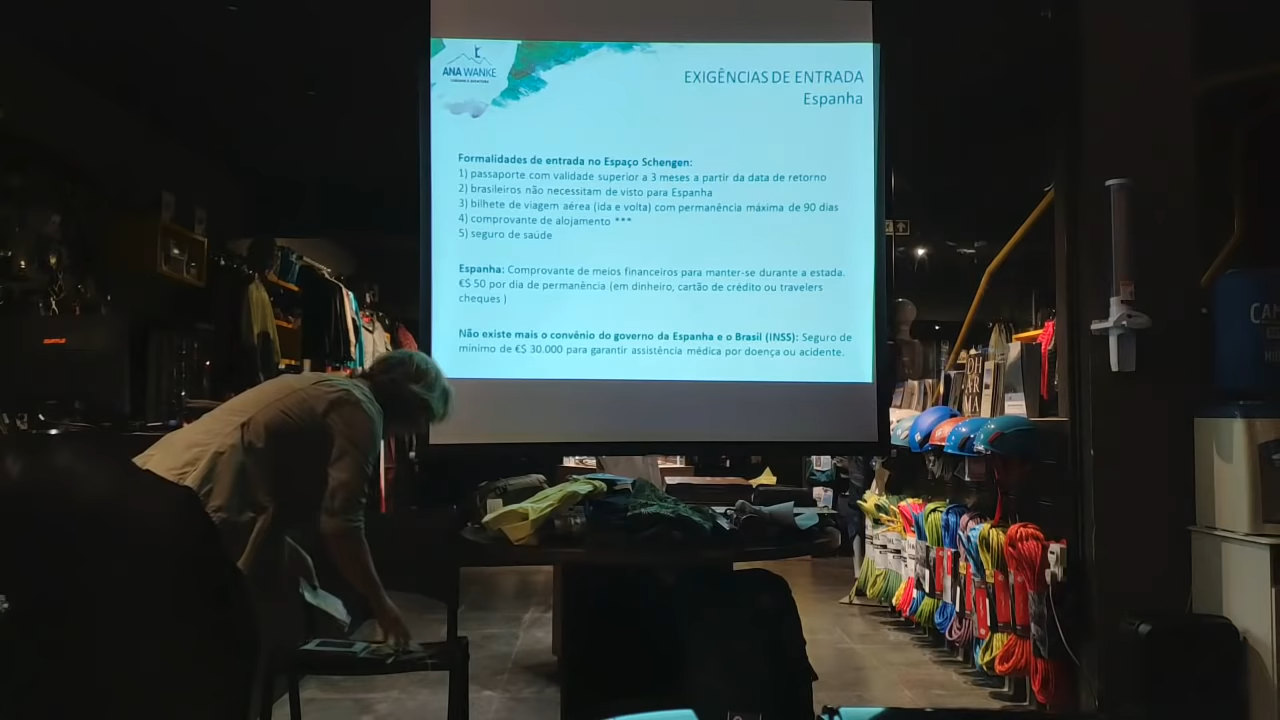 ANA WANKE
EXIGÊNCIAS DE ENTRADA
Espanha
Formalidades de entrada no Espaço Schengen:
1) passaporte com validade superior a 3 meses a partir da data de retorno
2) brasileiros não necessitam de visto para Espanha
3) bilhete de viagem aérea (ida e volta) com permanência máxima de 90 dias
4) comprovante de alojamento ***
5) seguro de saúde
Espanha: Comprovante de meios financeiros para manter-se durante a estada.
€$ 50 por dia de permanência (em dinheiro, cartão de crédito ou travelers
cheques )
Não existe mais o convênio do governo da Espanha e o Brasil (INSS): Seguro de
mínimo de €$ 30.000 para garantir assistência médica por doença ou acidente.
DH
AR
MA